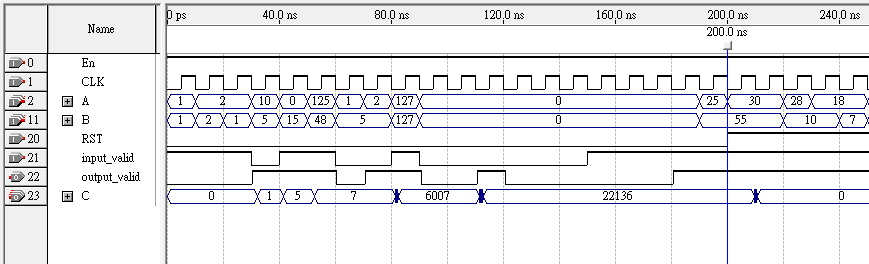 0 ps 40.0 ns 80.0 ns 120.0 ns 160.0 ns 200.0 ns 240.0 ns
Name
200.0 ns
0 En
1 CLK
2 A 1 2 10 0 125 1 2 127 0 25 30 28 18
11 B 1 2 1 5 15 48 5 127 0 55 10 7
20 RST
21 input_valid
22 output_valid
23 C 0 1 5 7 6007 22136 0